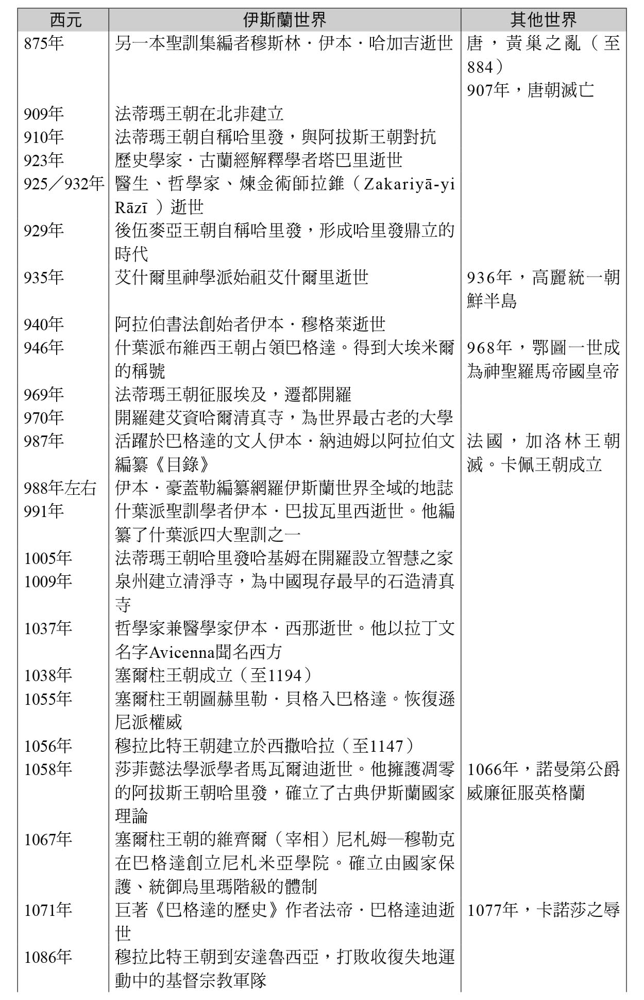 西元 伊斯蘭世界 其他世界
875年 另一本聖訓集編者穆斯林．伊本．哈加吉逝世 唐，黃巢之亂（至
884）
907年，唐朝滅亡
909年 法蒂瑪王朝在北非建立
910年 法蒂瑪王朝自稱哈里發，與阿拔斯王朝對抗
923年 歷史學家．古蘭經解釋學者塔巴里逝世
925／932年 醫生、哲學家、煉金術師拉錐（Zakariyā-yi
Rāzī ）逝世
929年 後伍麥亞王朝自稱哈里發，形成哈里發鼎立的
時代
935年 艾什爾里神學派始祖艾什爾里逝世 936年，高麗統一朝
鮮半島
940年 阿拉伯書法創始者伊本．穆格萊逝世
946年 什葉派布維西王朝占領巴格達。得到大埃米爾 968年，鄂圖一世成
的稱號 為神聖羅馬帝國皇帝
969年 法蒂瑪王朝征服埃及，遷都開羅
970年 開羅建艾資哈爾清真寺，為世界最古老的大學
987年 活躍於巴格達的文人伊本．納迪姆以阿拉伯文 法國，加洛林王朝
編纂《目錄》 滅。卡佩王朝成立
988年左右 伊本．豪蓋勒編纂網羅伊斯蘭世界全域的地誌
991年 什葉派聖訓學者伊本．巴拔瓦里西逝世。他編
纂了什葉派四大聖訓之一
1005年 法蒂瑪王朝哈里發哈基姆在開羅設立智慧之家
1009年 泉州建立清淨寺，為中國現存最早的石造清真
寺
1037年 哲學家兼醫學家伊本．西那逝世。他以拉丁文
名字Avicenna聞名西方
1038年 塞爾柱王朝成立（至1194）
1055年 塞爾柱王朝圖赫里勒．貝格入巴格達。恢復遜
尼派權威
1056年 穆拉比特王朝建立於西撒哈拉（至1147）
1058年 莎菲懿法學派學者馬瓦爾迪逝世。他擁護凋零 1066年，諾曼第公爵
的阿拔斯王朝哈里發，確立了古典伊斯蘭國家 威廉征服英格蘭
理論
1067年 塞爾柱王朝的維齊爾（宰相）尼札姆—穆勒克
在巴格達創立尼札米亞學院。確立由國家保
護、統御烏里瑪階級的體制
1071年 巨著《巴格達的歷史》作者法帝．巴格達迪逝 1077年，卡諾莎之辱
世
1086年 穆拉比特王朝到安達魯西亞，打敗收復失地運
動中的基督宗教軍隊